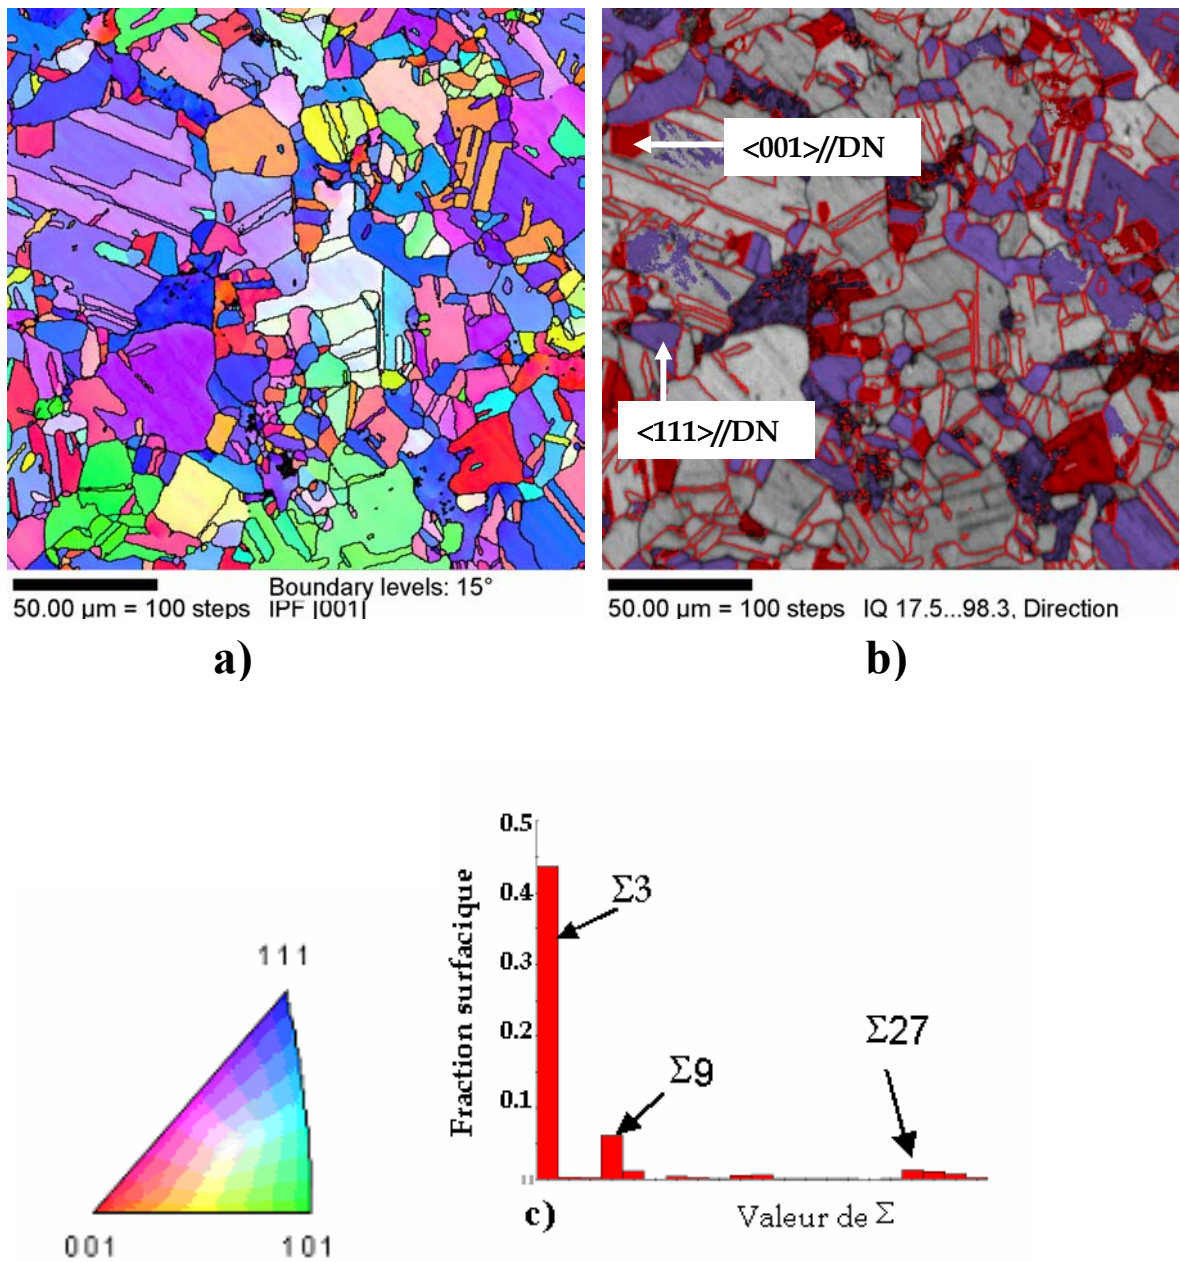 <001>//DN
<111>//DN
Boundary levels: 15°
50.00 µm = 100 steps IPF [001]
50.00 µm = 100 steps IQ 17.5...98.3, Direction
a)
b)
111
001
101
Fraction surfacique
0.5
0.4
0.3
0.2
0.1
Σ3
Σ9
Σ27
c)
Valeur de Σ